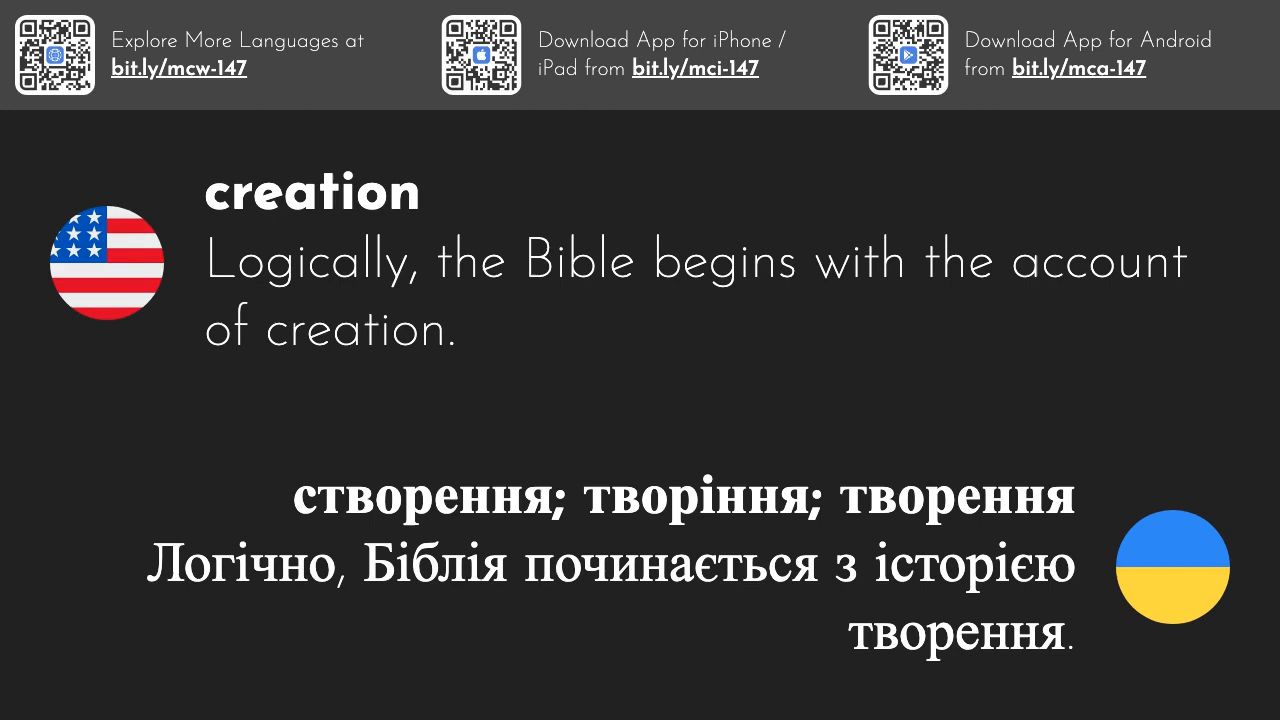 Explore More Languages at
bit.ly/mcw-147
Download App for iPhone /
iPad from bit.ly/mci-147
Download App for Android
from bit.ly/mca-147
creation
Logically, the Bible begins with the account
of creation.
створення; творіння; творення
Логічно, Біблія починається з історією
творення.